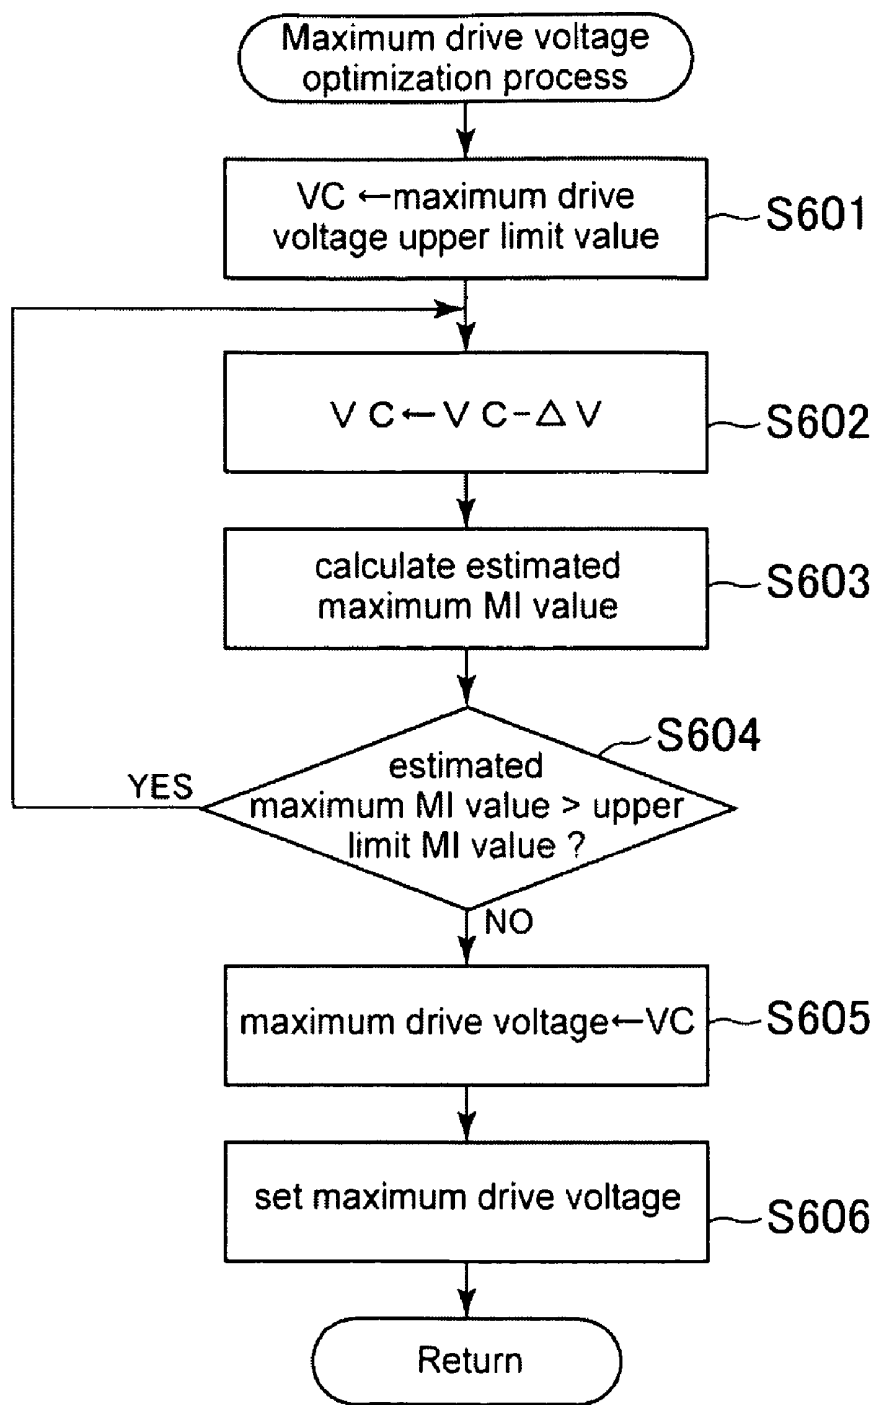 Maximum drive voltage
optimization process
VC ←maximum drive
voltage upper limit value
S601
V C ← V C − △ V
S602
calculate estimated
maximum MI value
S603
S604
estimated
maximum MI value > upper
limit MI value ?
YES
NO
maximum drive voltage←VC
S605
set maximum drive voltage
S606
Return